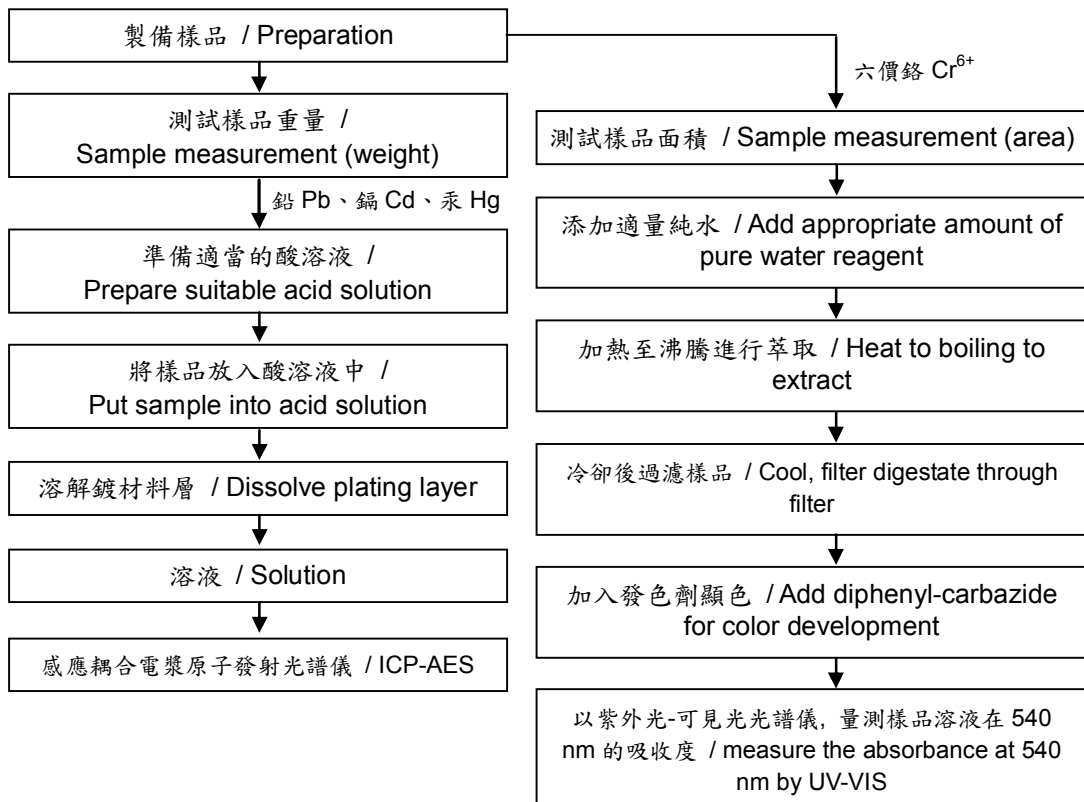 製備樣品 / Preparation
測試樣品重量 /
Sample measurement (weight)
鉛 Pb、鎘 Cd、汞 Hg
準備適當的酸溶液 /
Prepare suitable acid solution
將樣品放入酸溶液中 /
Put sample into acid solution
溶解鍍材料層 / Dissolve plating layer
溶液 / Solution
感應耦合電漿原子發射光譜儀 / ICP-AES
六價鉻 Cr⁶⁺
測試樣品面積 / Sample measurement (area)
添加適量純水 / Add appropriate amount of
pure water reagent
加熱至沸騰進行萃取 / Heat to boiling to
extract
冷卻後過濾樣品 / Cool, filter digestate through
filter
加入發色劑顯色 / Add diphenyl-carbazide
for color development
以紫外光-可見光光譜儀, 量測樣品溶液在 540
nm 的吸收度 / measure the absorbance at 540
nm by UV-VIS